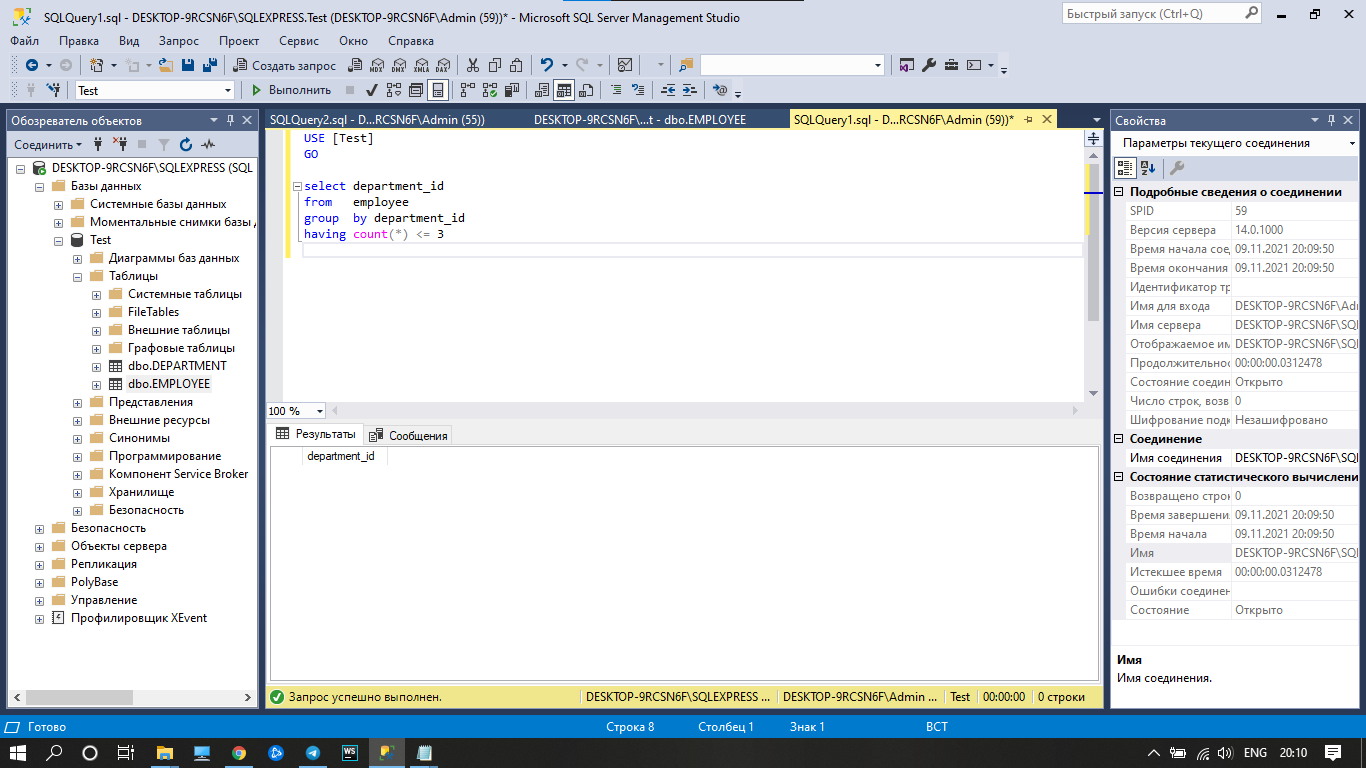 SQLQuery1.sql - DESKTOP-9RCSN6F\SQLEXPRESS.Test (DESKTOP-9RCSN6F\Admin (59))* - Microsoft SQL Server Management Studio
Быстрый запуск (Ctrl+Q)
Файл Правка Вид Запрос Проект Сервис Окно Справка
Создать запрос MDX DMX XMLA DAX
Test Выполнить
Обозреватель объектов
SQLQuery2.sql - D...RCSN6F\Admin (55)) DESKTOP-9RCSN6F\...t - dbo.EMPLOYEE SQLQuery1.sql - D...RCSN6F\Admin (59))*
Свойства
Соединить
DESKTOP-9RCSN6F\SQLEXPRESS (SQL
Базы данных
Системные базы данных
Моментальные снимки базы
Test
Диаграммы баз данных
Таблицы
Системные таблицы
FileTables
Внешние таблицы
Графовые таблицы
dbo.DEPARTMENT
dbo.EMPLOYEE
Представления
Внешние ресурсы
Синонимы
Программирование
Компонент Service Broker
Хранилище
Безопасность
Безопасность
Объекты сервера
Репликация
PolyBase
Управление
Профилировщик XEvent
USE [Test]
GO
select department_id
from employee
group by department_id
having count(*) <= 3
100 %
Результаты Сообщения
department_id
Запрос успешно выполнен. DESKTOP-9RCSN6F\SQLEXPRESS ... DESKTOP-9RCSN6F\Admin ... Test 00:00:00 0 строки
Параметры текущего соединения
Подробные сведения о соединении
SPID 59
Версия сервера 14.0.1000
Время начала сое, 09.11.2021 20:09:50
Время окончания 09.11.2021 20:09:50
Идентификатор тр
Имя для входа DESKTOP-9RCSN6F\Adm
Имя сервера DESKTOP-9RCSN6F\SQL
Отображаемое им DESKTOP-9RCSN6F\SQL
Продолжительнос 00:00:00.0312478
Состояние соедин Открыто
Число строк, возв 0
Шифрование подк Незашифровано
Соединение
Имя соединения DESKTOP-9RCSN6F\SQL
Состояние статистического вычислени
Возвращено строк 0
Время завершени 09.11.2021 20:09:50
Время начала 09.11.2021 20:09:50
Имя DESKTOP-9RCSN6F\SQL
Истекшее время 00:00:00.0312478
Ошибки соединен
Состояние Открыто
Имя
Имя соединения.
Готово Строка 8 Столбец 1 Знак 1 ВСТ
WS ENG 20:10